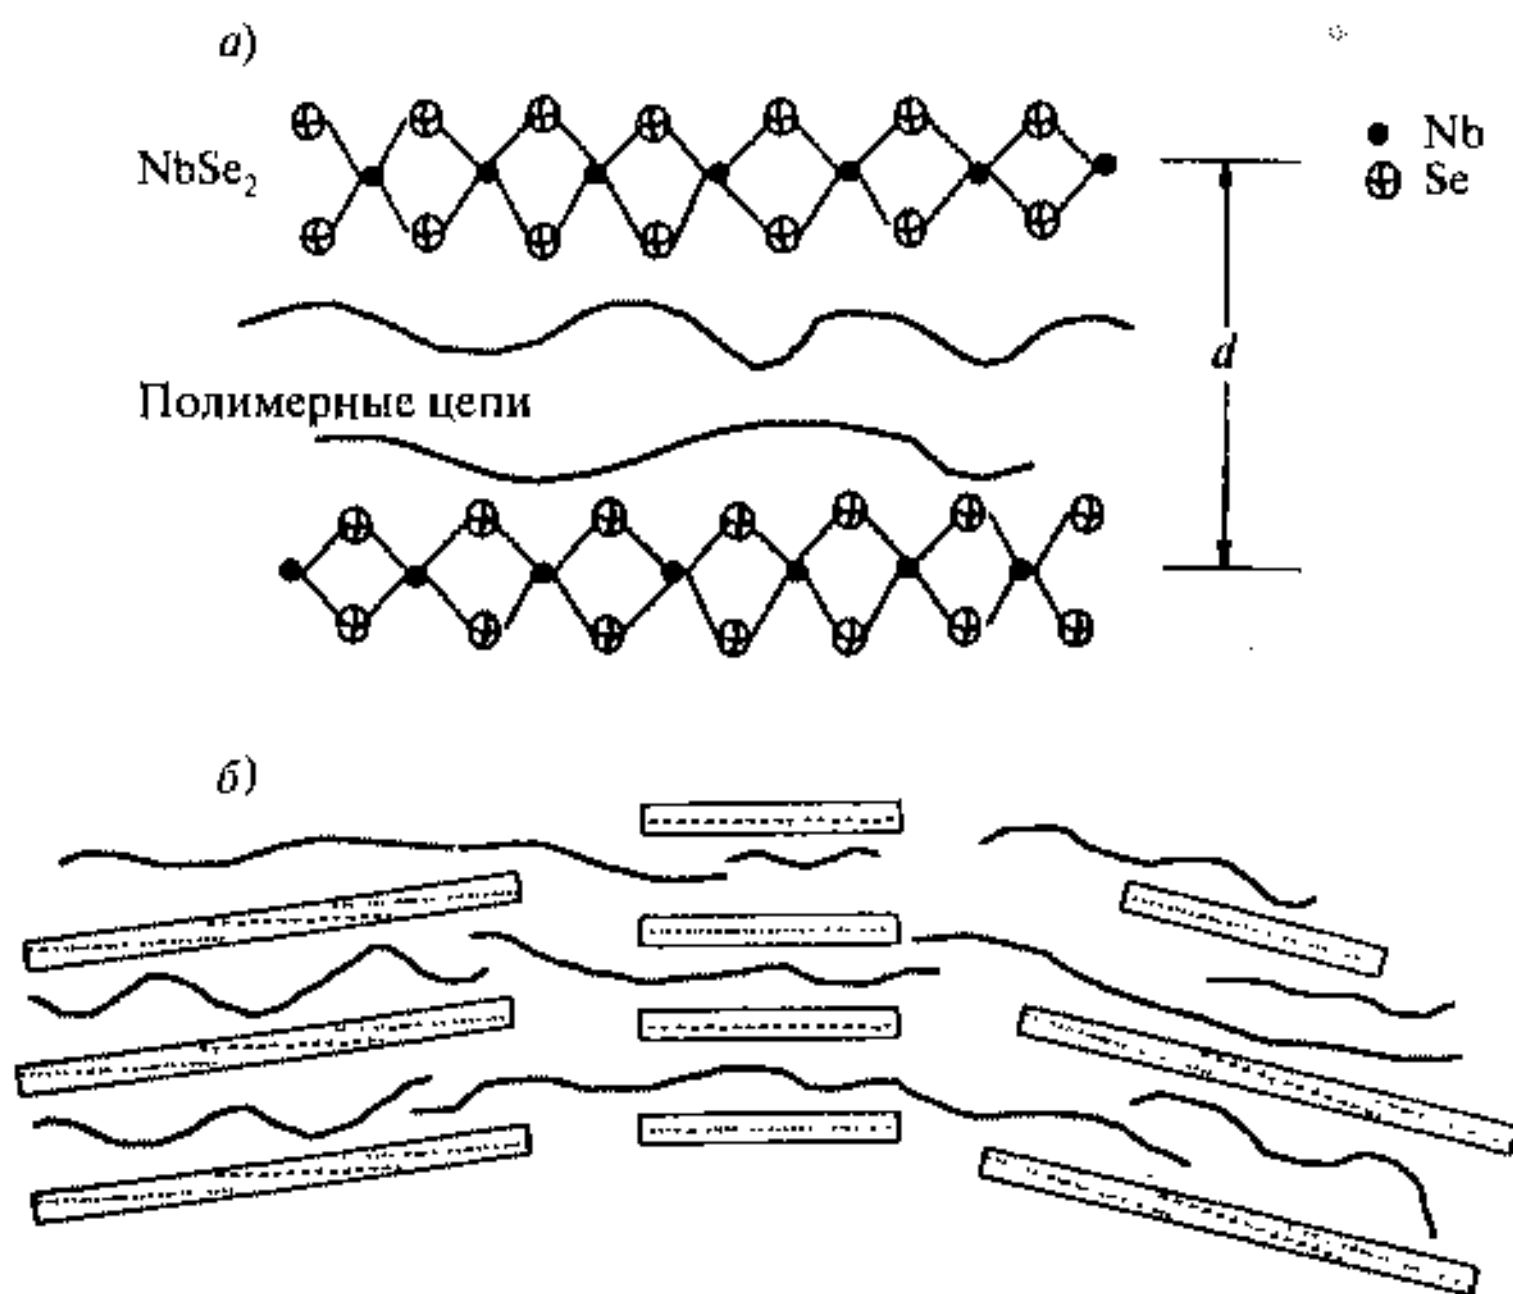 а)
NbSe₂
Nb
Se
d
Полимерные цепи
б)